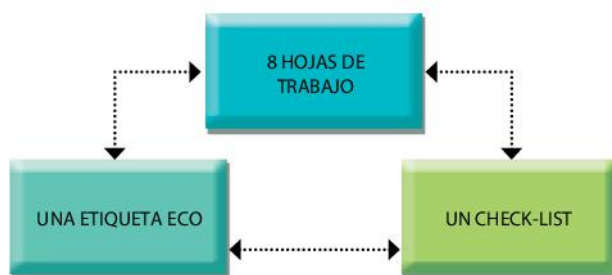 8 HOJAS DE
TRABAJO
UNA ETIQUETA ECO
UN CHECK-LIST